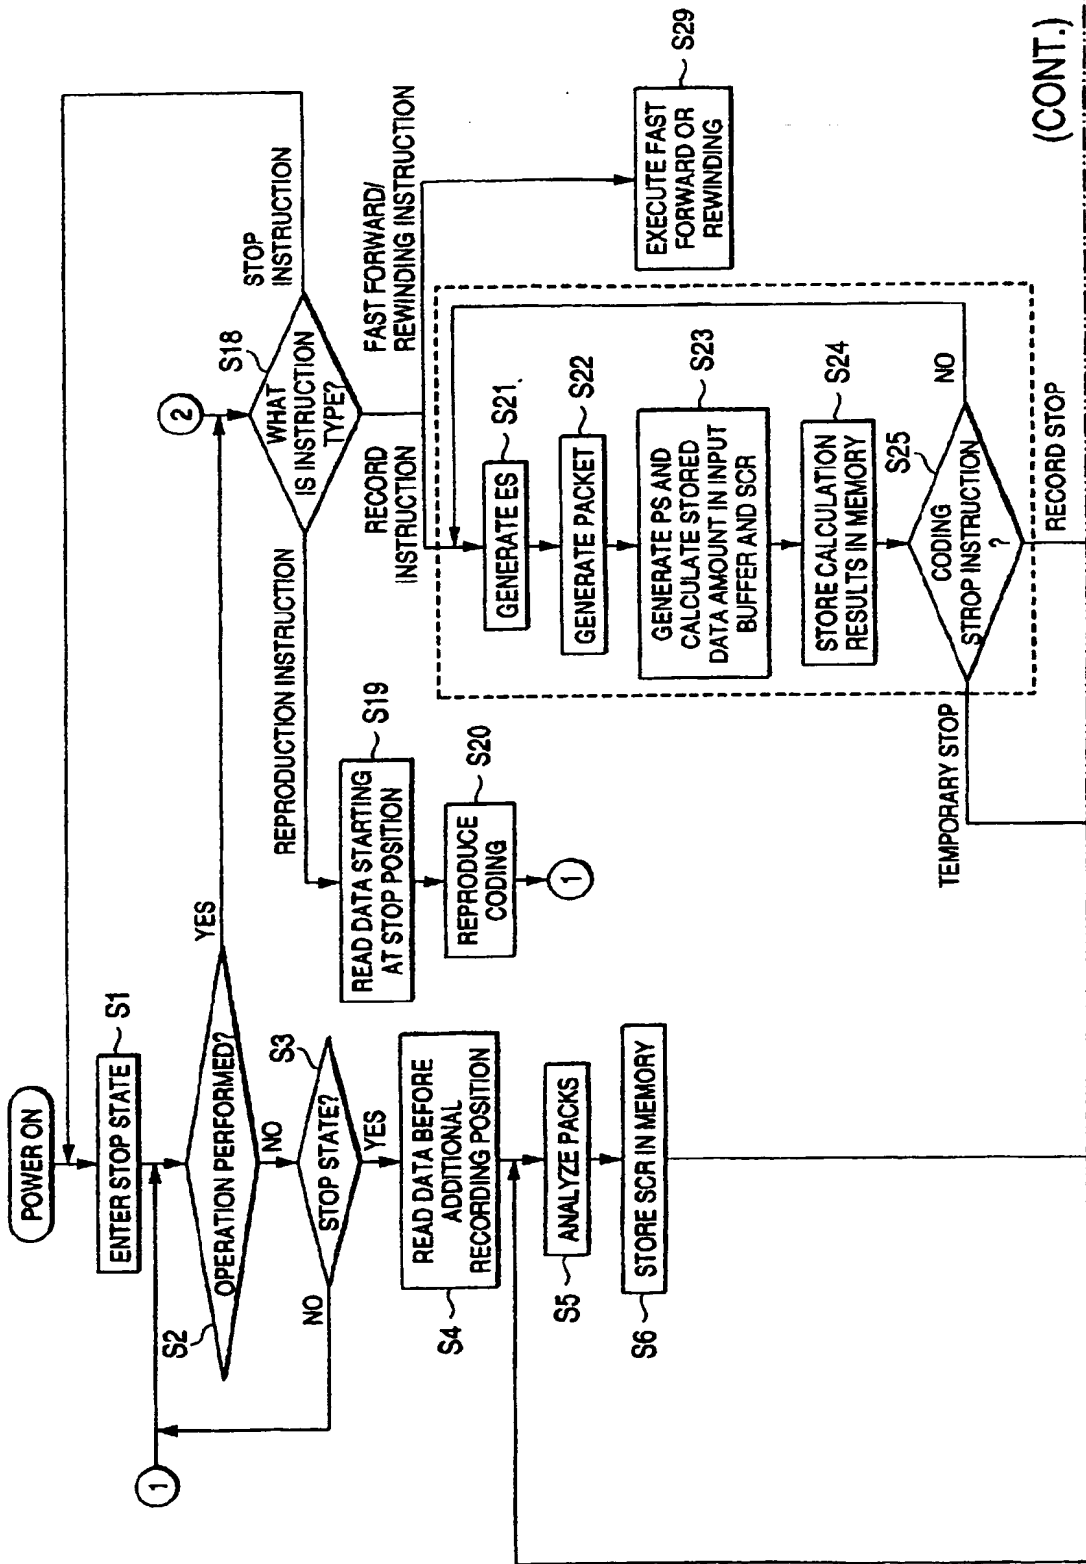 POWER ON
ENTER STOP STATE
S1
1
S2
OPERATION PERFORMED?
YES
NO
S3
STOP STATE?
NO
YES
S4
READ DATA BEFORE
ADDITIONAL
RECORDING POSITION
S5
ANALYZE PACKS
S6
STORE SCR IN MEMORY
2
S18
WHAT
IS INSTRUCTION
TYPE?
STOP
INSTRUCTION
REPRODUCTION INSTRUCTION
S19
READ DATA STARTING
AT STOP POSITION
S20
REPRODUCE
CODING
1
RECORD
INSTRUCTION
FAST FORWARD/
REWINDING INSTRUCTION
S29
EXECUTE FAST
FORWARD OR
REWINDING
S21
GENERATE ES
S22
GENERATE PACKET
S23
GENERATE PS AND
CALCULATE STORED
DATA AMOUNT IN INPUT
BUFFER AND SCR
S24
STORE CALCULATION
RESULTS IN MEMORY
S25
CODING
STROP INSTRUCTION
?
NO
TEMPORARY STOP
RECORD STOP
(CONT.)